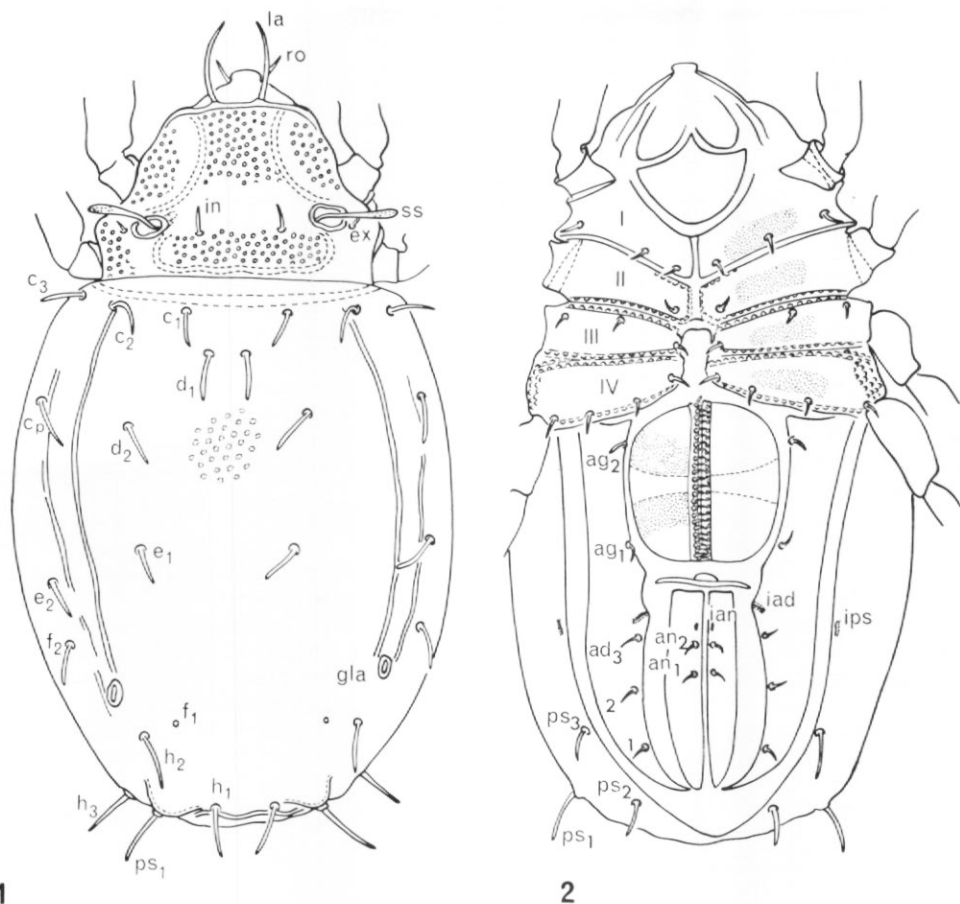 la
ro
in
ss
ex
c3
c2
c1
d1
cp
d2
e1
e2
f2
gla
f1
h2
h1
h3
ps1
1
I
II
III
IV
ag2
ag1
iad
ian
ips
ad3
an2
an1
2
ps3
1
ps2
ps1
2